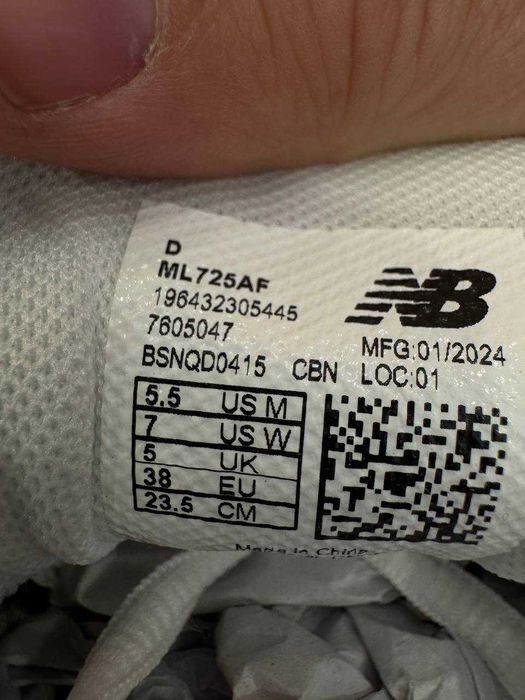 D
ML725AF
196432305445
7605047
BSNQD0415 CBN
NB
MFG:01/2024
LOC:01
5.5 US M
7 US W
5 UK
38 EU
23.5 CM
Made in China